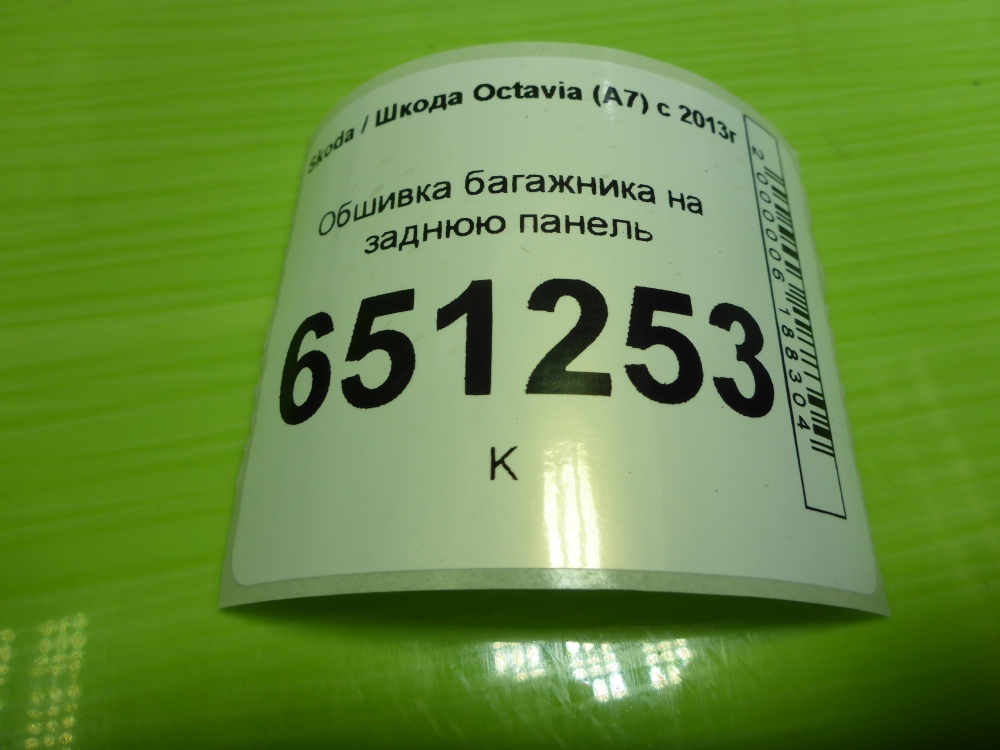 Skoda / Шкода Octavia (A7) с 2013г
Обшивка багажника на
заднюю панель
651253
К
2000006188304